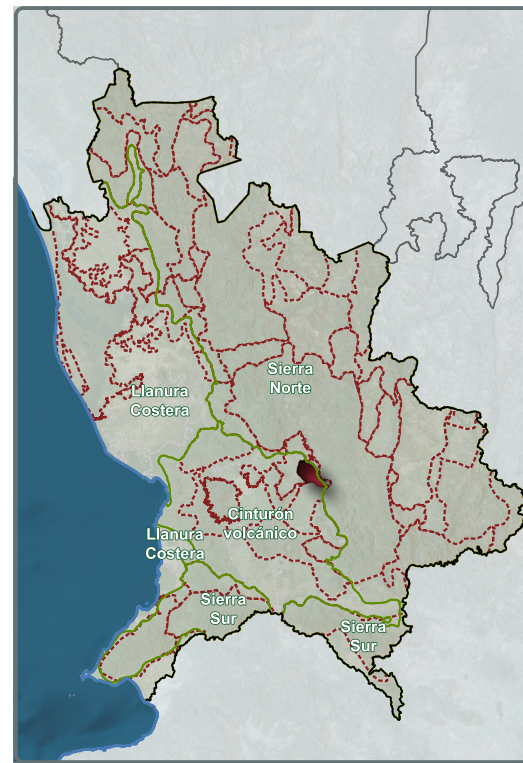 Sierra
Norte
Llanura
Costera
Cinturón
volcánico
Llanura
Costera
Sierra
Sur
Sierra
Sur